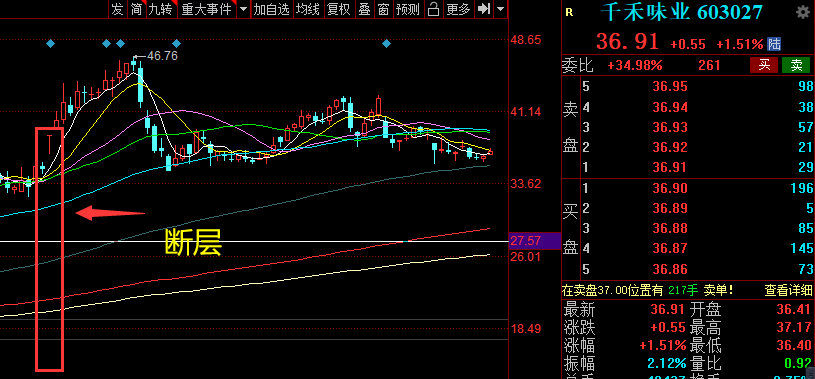 发 简 九转 重大事件 加自选 均线 复权 叠 窗 预测 更多
48.65
46.76
41.14
33.62
断层
27.57
26.01
18.49
R 千禾味业 603027
36.91 +0.55 +1.51% 陆
委比 +34.98% 261 买 卖
卖盘
5 36.95 98
4 36.94 38
3 36.93 57
2 36.92 21
1 36.91 29
买盘
1 36.90 196
2 36.89 5
3 36.88 85
4 36.87 145
5 36.86 73
在卖盘37.00位置有 217手 卖单! 查看详细
最新 36.91 开盘 36.41
涨跌 +0.55 最高 37.17
涨幅 +1.51% 最低 36.40
振幅 2.12% 量比 0.92